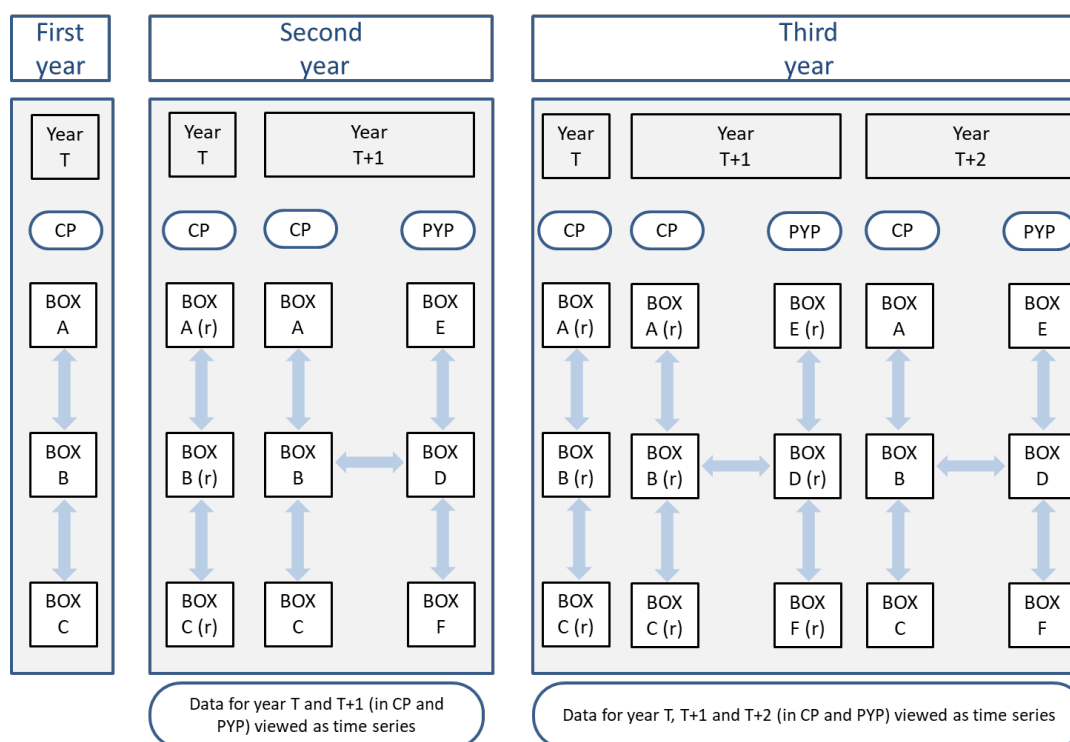 First
year
Second
year
Third
year
Year
T
Year
T
Year
T+1
Year
T
Year
T+1
Year
T+2
CP
CP
CP
PYP
CP
CP
PYP
CP
PYP
BOX
A
BOX
A (r)
BOX
A
BOX
E
BOX
A (r)
BOX
A (r)
BOX
E (r)
BOX
A
BOX
E
BOX
B
BOX
B (r)
BOX
B
BOX
D
BOX
B (r)
BOX
B (r)
BOX
D (r)
BOX
B
BOX
D
BOX
C
BOX
C (r)
BOX
C
BOX
F
BOX
C (r)
BOX
C (r)
BOX
F (r)
BOX
C
BOX
F
Data for year T and T+1 (in CP and
PYP) viewed as time series
Data for year T, T+1 and T+2 (in CP and PYP) viewed as time series